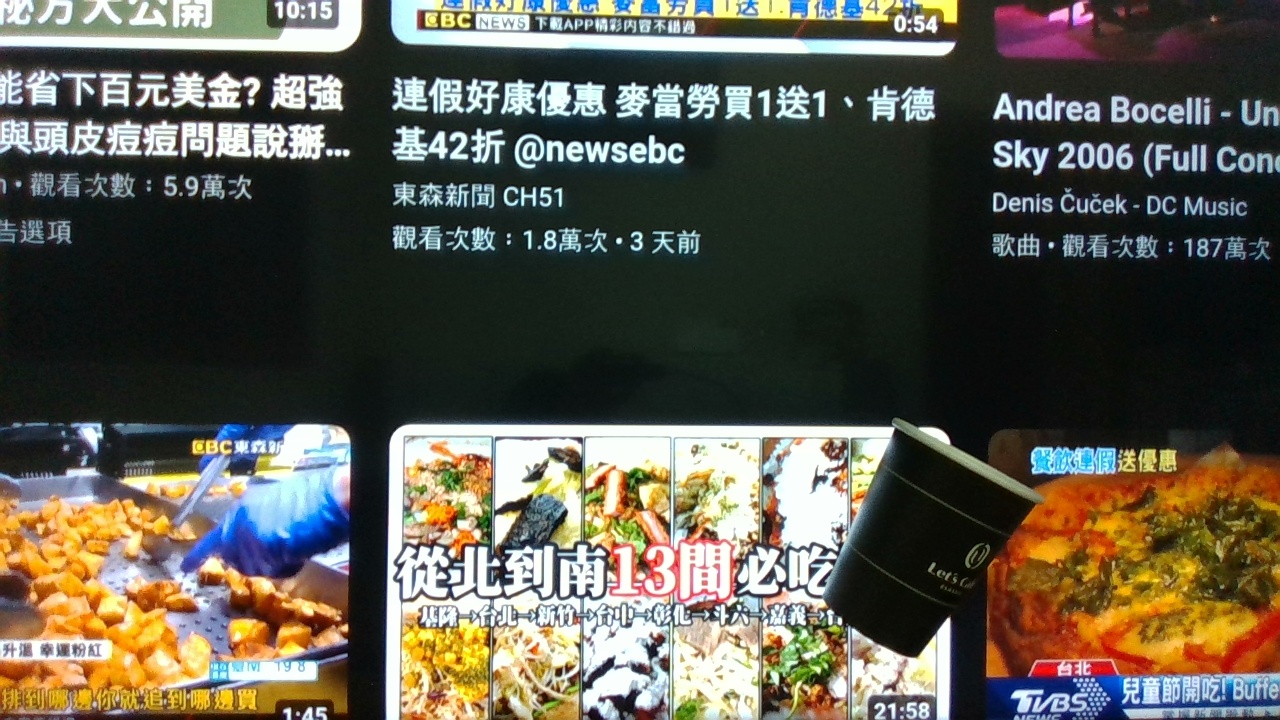 秘方大公開
10:15
能省下百元美金? 超強
與頭皮痘痘問題說掰...
觀看次數：5.9萬次
告選項
EBC NEWS 下載APP精彩內容不錯過
0:54
連假好康優惠 麥當勞買1送1、肯德
基42折 @newsebc
東森新聞 CH51
觀看次數：1.8萬次・3 天前
Andrea Bocelli - Un
Sky 2006 (Full Conc
Denis Čuček - DC Music
歌曲・觀看次數：187萬次
EBC 東森新
升溫 幸運粉紅
排到哪邊你就追到哪邊買
1:45
從北到南13間必吃
基隆→台北→新竹→台中→彰化→斗六→嘉義→
21:58
Let's Ca
餐飲連假送優惠
台北
TVBS NEWS
兒童節開吃! Buffe